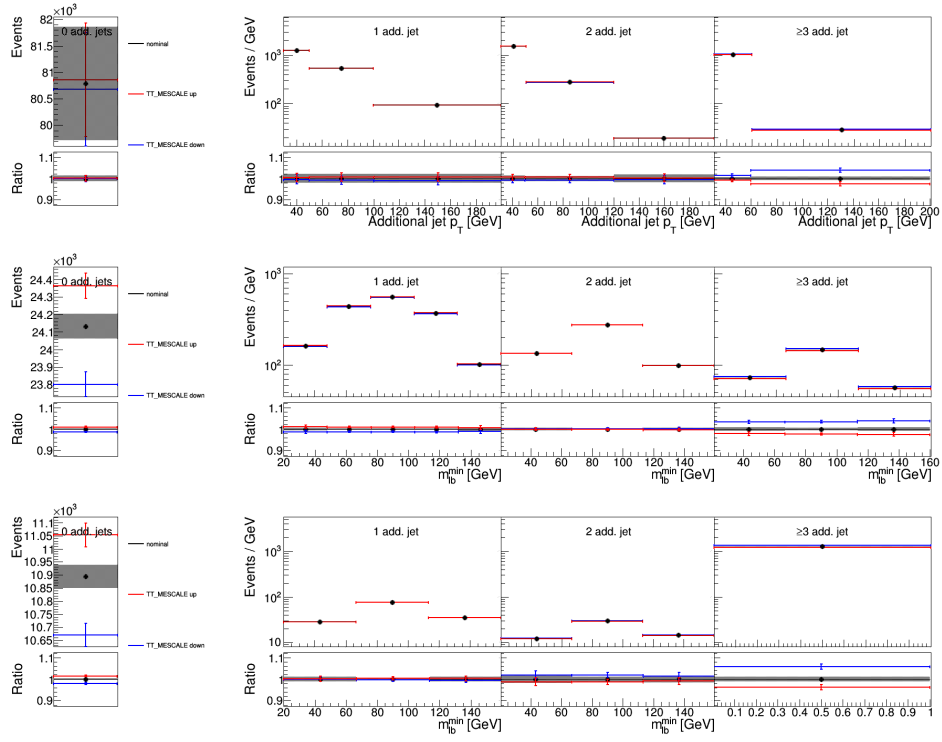 ×10³
82
81.5
81
80.5
80
Events
0 add. jets
nominal
TT_MESCALE up
TT_MESCALE down
1.1
1
0.9
Ratio
Events / GeV
10³
10²
1 add. jet
2 add. jet
≥3 add. jet
1.1
1
0.9
Ratio
40 60 80 100 120 140 160 180
40 60 80 100 120 140 160 180
40 60 80 100 120 140 160 180 200
Additional jet p_T [GeV]
Additional jet p_T [GeV]
Additional jet p_T [GeV]
×10³
24.4
24.3
24.2
24.1
24
23.9
23.8
Events
0 add. jets
nominal
TT_MESCALE up
TT_MESCALE down
1.1
1
0.9
Ratio
Events / GeV
10³
10²
1 add. jet
2 add. jet
≥3 add. jet
1.1
1
0.9
Ratio
20 40 60 80 100 120 140
40 60 80 100 120 140
40 60 80 100 120 140 160
m_lb^min [GeV]
m_lb^min [GeV]
m_lb^min [GeV]
×10³
11.1
11.05
11
10.95
10.9
10.85
10.8
10.75
10.7
10.65
Events
0 add. jets
nominal
TT_MESCALE up
TT_MESCALE down
1.1
1
0.9
Ratio
Events / GeV
10³
10²
10
1 add. jet
2 add. jet
≥3 add. jet
1.1
1
0.9
Ratio
20 40 60 80 100 120 140
40 60 80 100 120 140
0.1 0.2 0.3 0.4 0.5 0.6 0.7 0.8 0.9 1
m_lb^min [GeV]
m_lb^min [GeV]